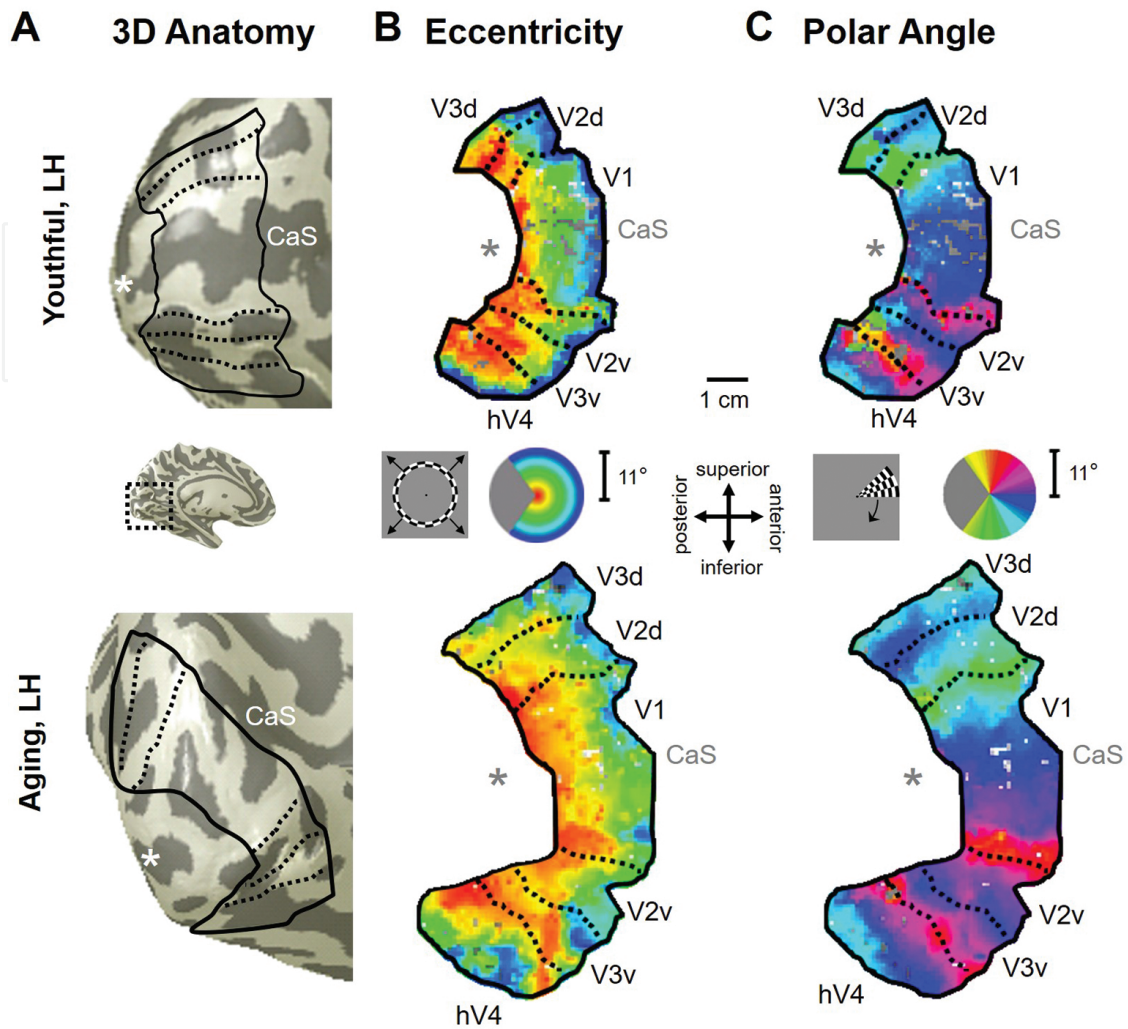 A 3D Anatomy B Eccentricity C Polar Angle
Youthful, LH
CaS
*
V3d
V2d
V1
CaS
*
V2v
V3v
hV4
V3d
V2d
V1
CaS
*
V2v
V3v
hV4
1 cm
11°
superior
posterior
anterior
inferior
11°
Aging, LH
CaS
*
V3d
V2d
V1
CaS
*
V2v
V3v
hV4
V3d
V2d
V1
CaS
*
V2v
V3v
hV4